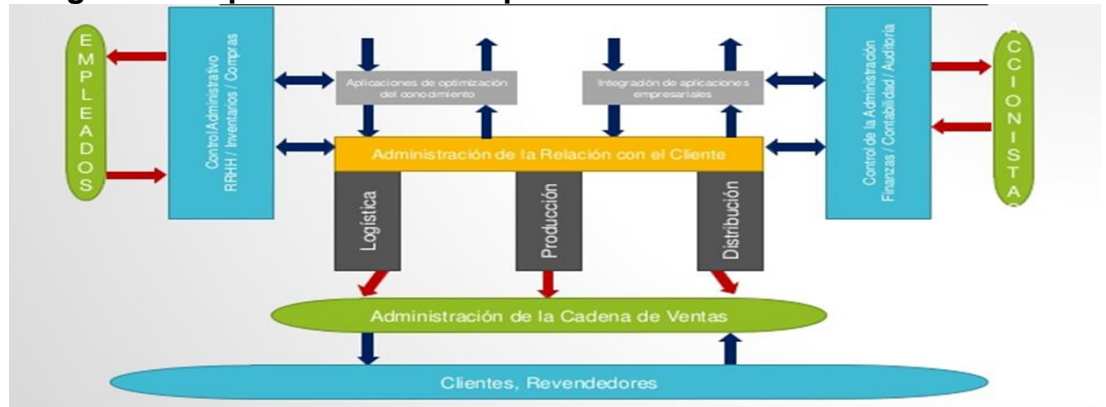 EMPLEADOS
Control Administrativo
RRHH / Inventarios / Compras
Aplicaciones de optimización
del conocimiento
Integración de aplicaciones
empresariales
Control de la Administración
Finanzas / Contabilidad / Auditoría
ACCIONISTAS
Administración de la Relación con el Cliente
Logística
Producción
Distribución
Administración de la Cadena de Ventas
Clientes, Revendedores